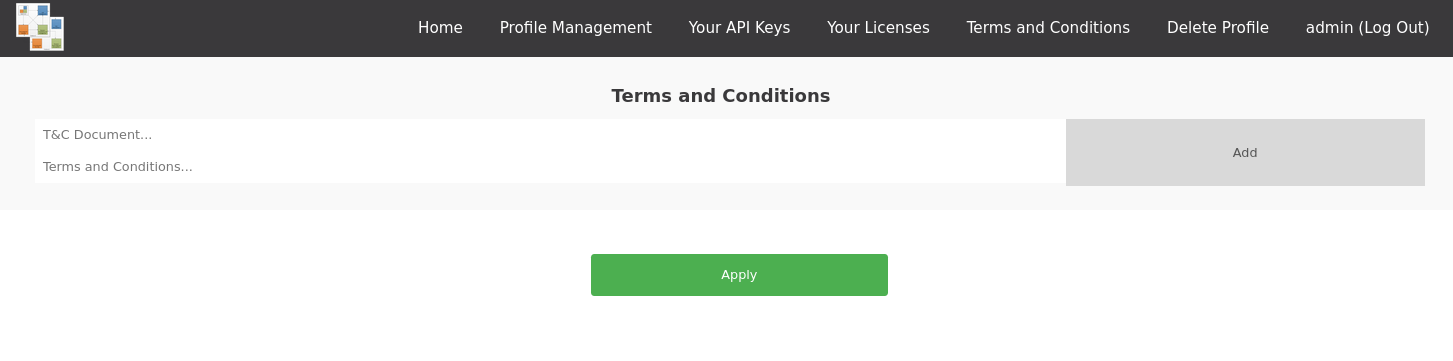 Home Profile Management Your API Keys Your Licenses Terms and Conditions Delete Profile admin (Log Out)
Terms and Conditions
T&C Document...
Terms and Conditions...
Add
Apply